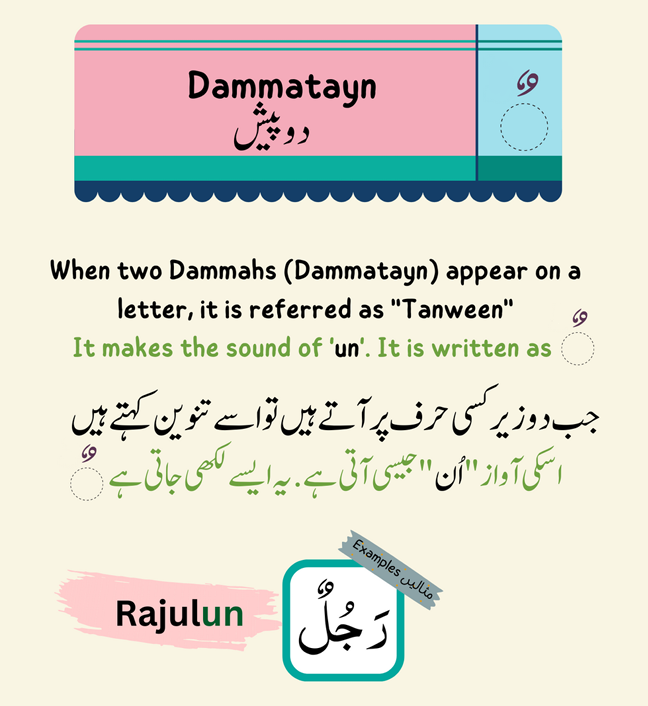 Dammatayn
دو پیش
When two Dammahs (Dammatayn) appear on a
letter, it is referred as "Tanween"
It makes the sound of 'un'. It is written as ◌ٌ
جب دو زیر کسی حرف پر آتے ہیں تو اسے تنوین کہتے ہیں
اسکی آواز "اُن" جیسی آتی ہے. یہ ایسے لکھی جاتی ہے ◌ٌ
Examples مثالیں
Rajulun
رَجُلٌ